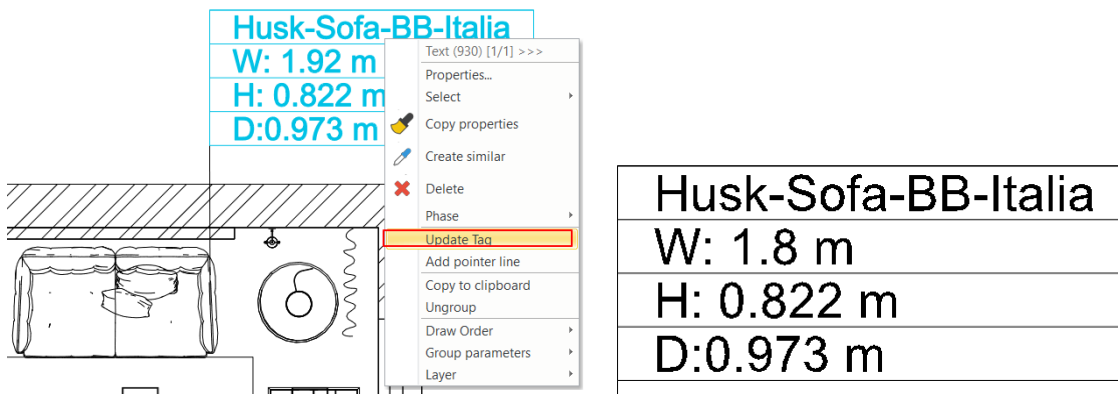 Husk-Sofa-BB-Italia
W: 1.92 m
H: 0.822 m
D:0.973 m
Text (930) [1/1] >>>
Properties...
Select
Copy properties
Create similar
Delete
Phase
Update Tag
Add pointer line
Copy to clipboard
Ungroup
Draw Order
Group parameters
Layer
Husk-Sofa-BB-Italia
W: 1.8 m
H: 0.822 m
D:0.973 m